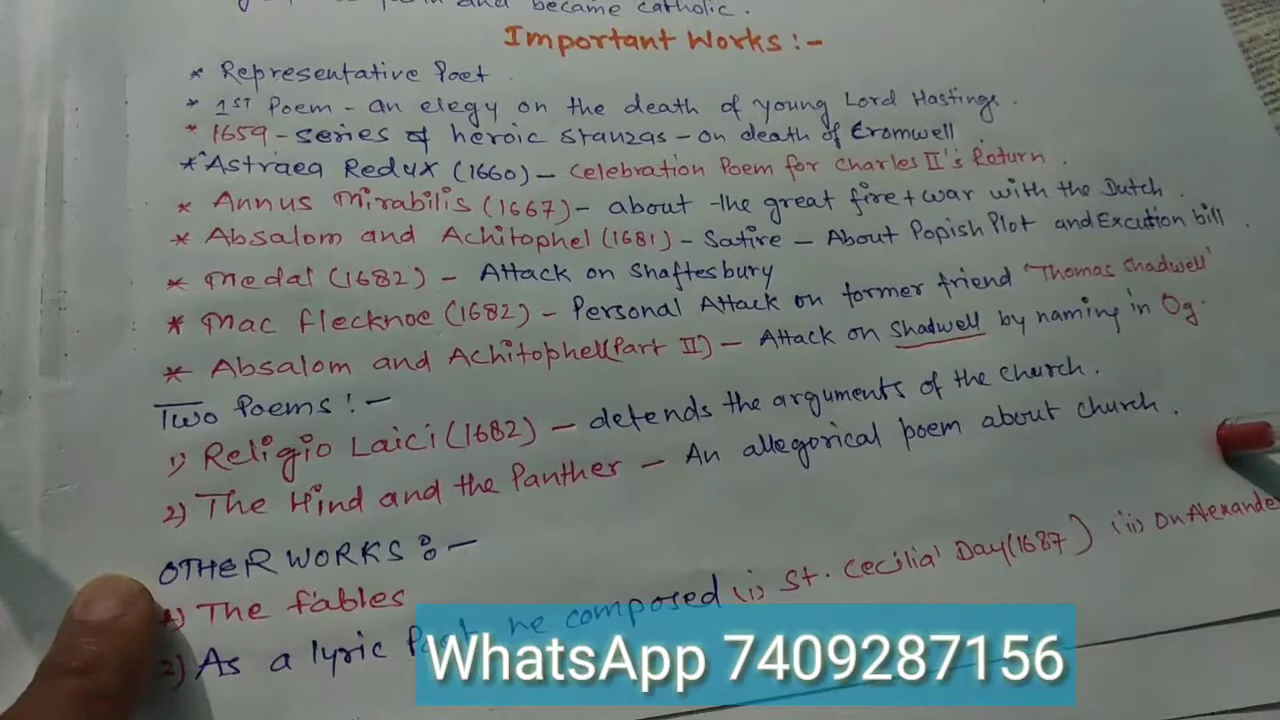 and became catholic.
Important Works :-
* Representative Poet
* 1ST Poem - an elegy on the death of young Lord Hastings.
* 1659 - series of heroic stanzas - on death of Cromwell
* Astraea Redux (1660) - Celebration Poem for Charles II's Return.
* Annus Mirabilis (1667) - about the great fire + war with the Dutch.
* Absalom and Achitophel (1681) - Satire - About Popish Plot and Excution bill.
* Medal (1682) - Attack on Shaftesbury
* Mac Flecknoe (1682) - Personal Attack on former friend 'Thomas Shadwell'
* Absalom and Achitophel (Part II) - Attack on Shadwell by naming in Og.
Two Poems :-
1) Religio Laici (1682) - defends the arguments of the church.
2) The Hind and the Panther - An allegorical poem about church.
OTHER WORKS :-
1) The fables
2) As a lyric he composed (i) St. Cecilia' Day (1687) (ii) On Alexande
WhatsApp 7409287156